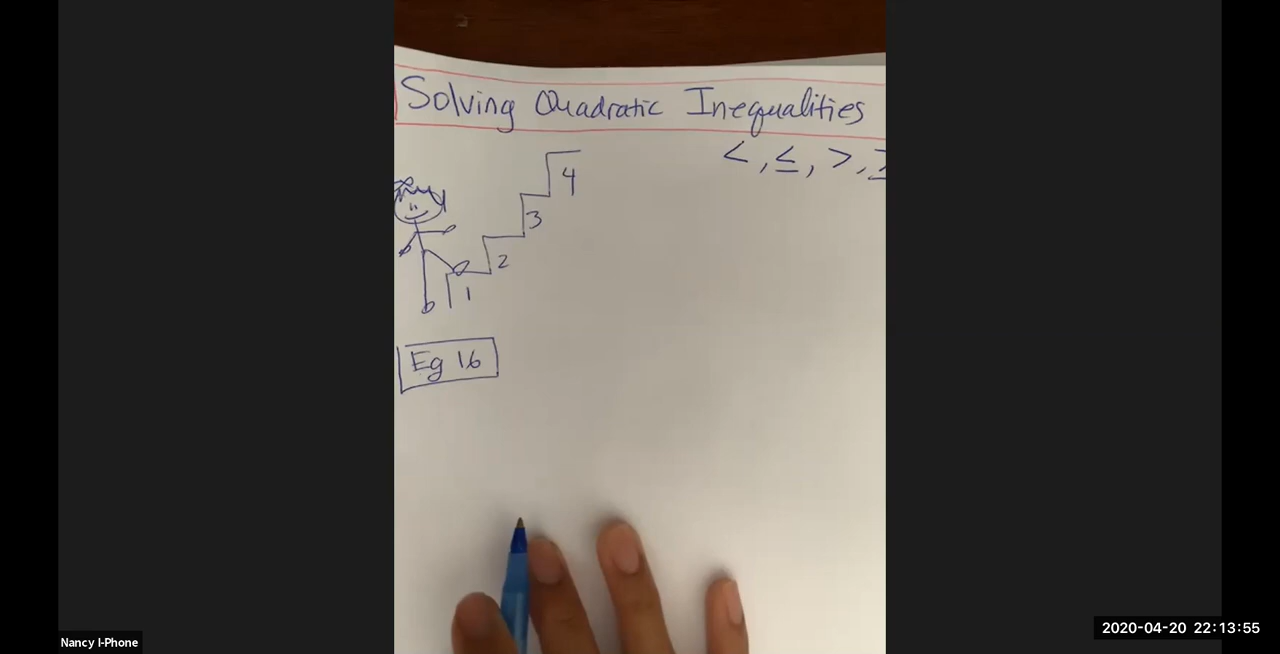 Solving Quadratic Inequalities
<, ≤, >, ≥
4
3
2
1
Eg 16
Nancy I-Phone
2020-04-20 22:13:55